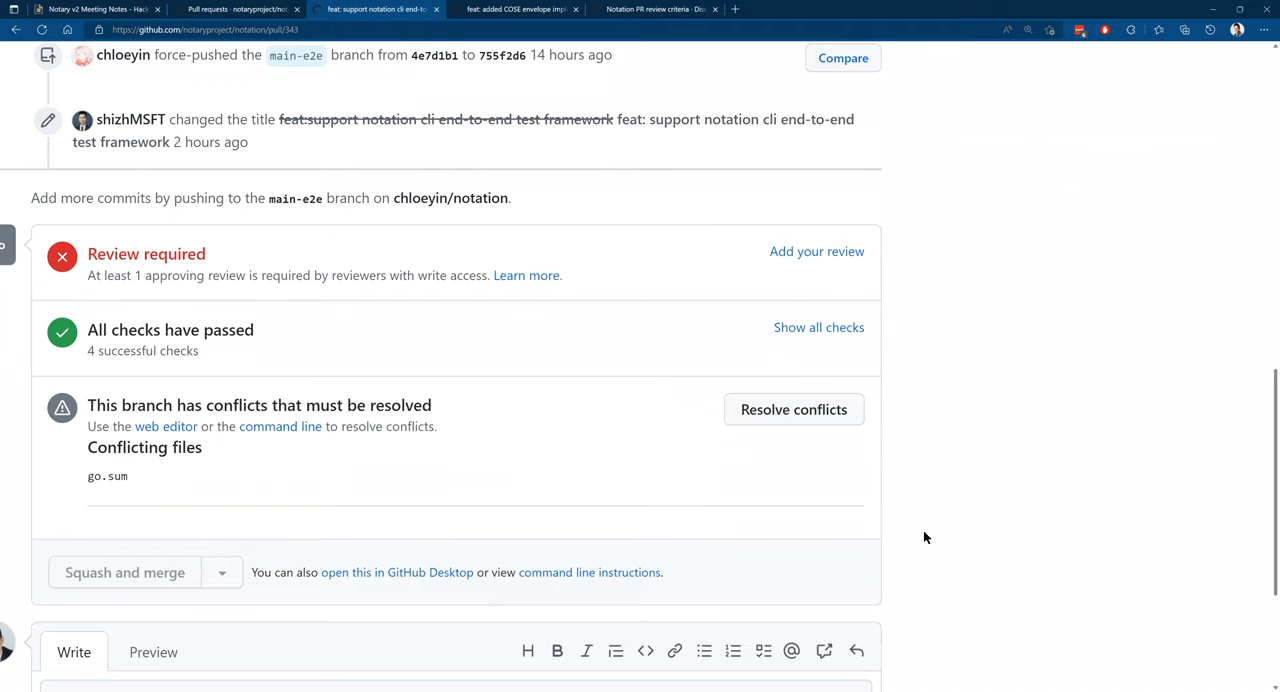 Notary v2 Meeting Notes - Hac
Pull requests · notaryproject/not
feat: support notation cli end-to-
feat: added COSE envelope impl
Notation PR review criteria · Disc
https://github.com/notaryproject/notation/pull/343
chloeyin force-pushed the main-e2e branch from 4e7d1b1 to 755f2d6 14 hours ago
Compare
shizhMSFT changed the title feat:support notation cli end-to-end test framework feat: support notation cli end-to-end
test framework 2 hours ago
Add more commits by pushing to the main-e2e branch on chloeyin/notation.
Review required
Add your review
At least 1 approving review is required by reviewers with write access. Learn more.
All checks have passed
Show all checks
4 successful checks
This branch has conflicts that must be resolved
Resolve conflicts
Use the web editor or the command line to resolve conflicts.
Conflicting files
go.sum
Squash and merge
You can also open this in GitHub Desktop or view command line instructions.
Write Preview